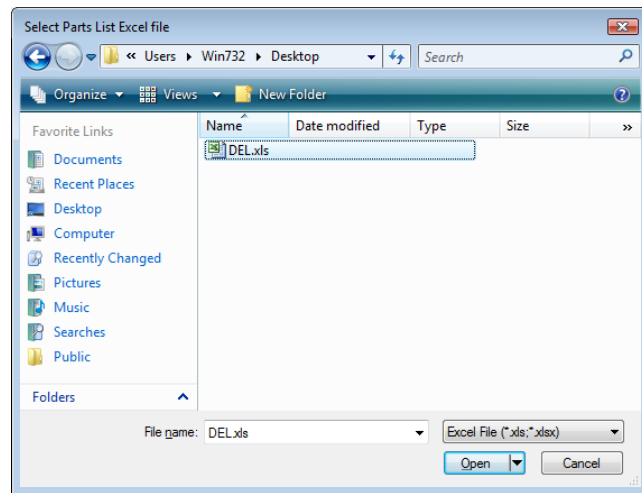 Select Parts List Excel file
« Users Win732 Desktop Search
Organize Views New Folder
Favorite Links
Name Date modified Type Size »
Documents
DEL.xls
Recent Places
Desktop
Computer
Recently Changed
Pictures
Music
Searches
Public
Folders
File name: DEL.xls Excel File (*.xls;*.xlsx)
Open Cancel